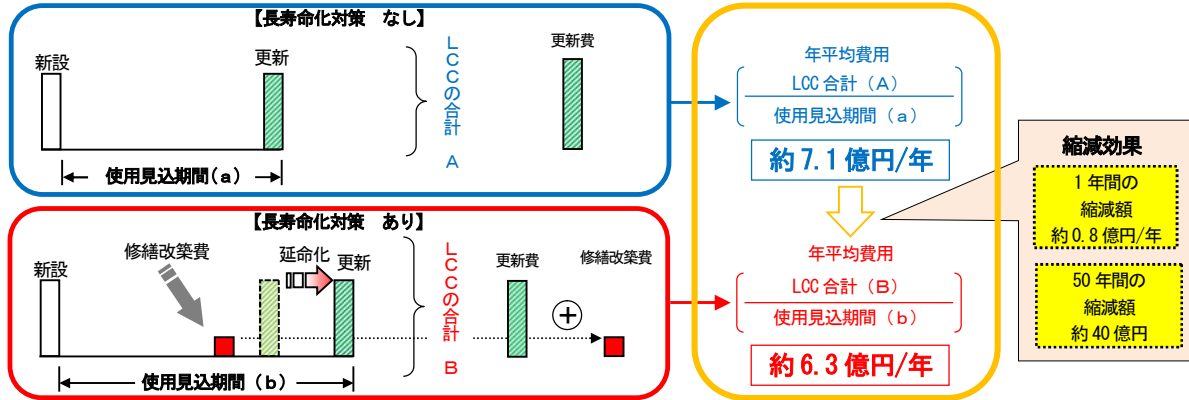 【長寿命化対策　なし】
新設
更新
使用見込期間(ａ)
ＬＣＣの合計　Ａ
更新費
年平均費用
LCC 合計（Ａ）
使用見込期間（ａ）
約 7.1 億円/年
【長寿命化対策　あり】
修繕改築費
新設
延命化
更新
使用見込期間（ｂ）
ＬＣＣの合計　Ｂ
更新費
＋
修繕改築費
年平均費用
LCC 合計（Ｂ）
使用見込期間（ｂ）
約 6.3 億円/年
縮減効果
1 年間の
縮減額
約 0.8 億円/年
50 年間の
縮減額
約 40 億円